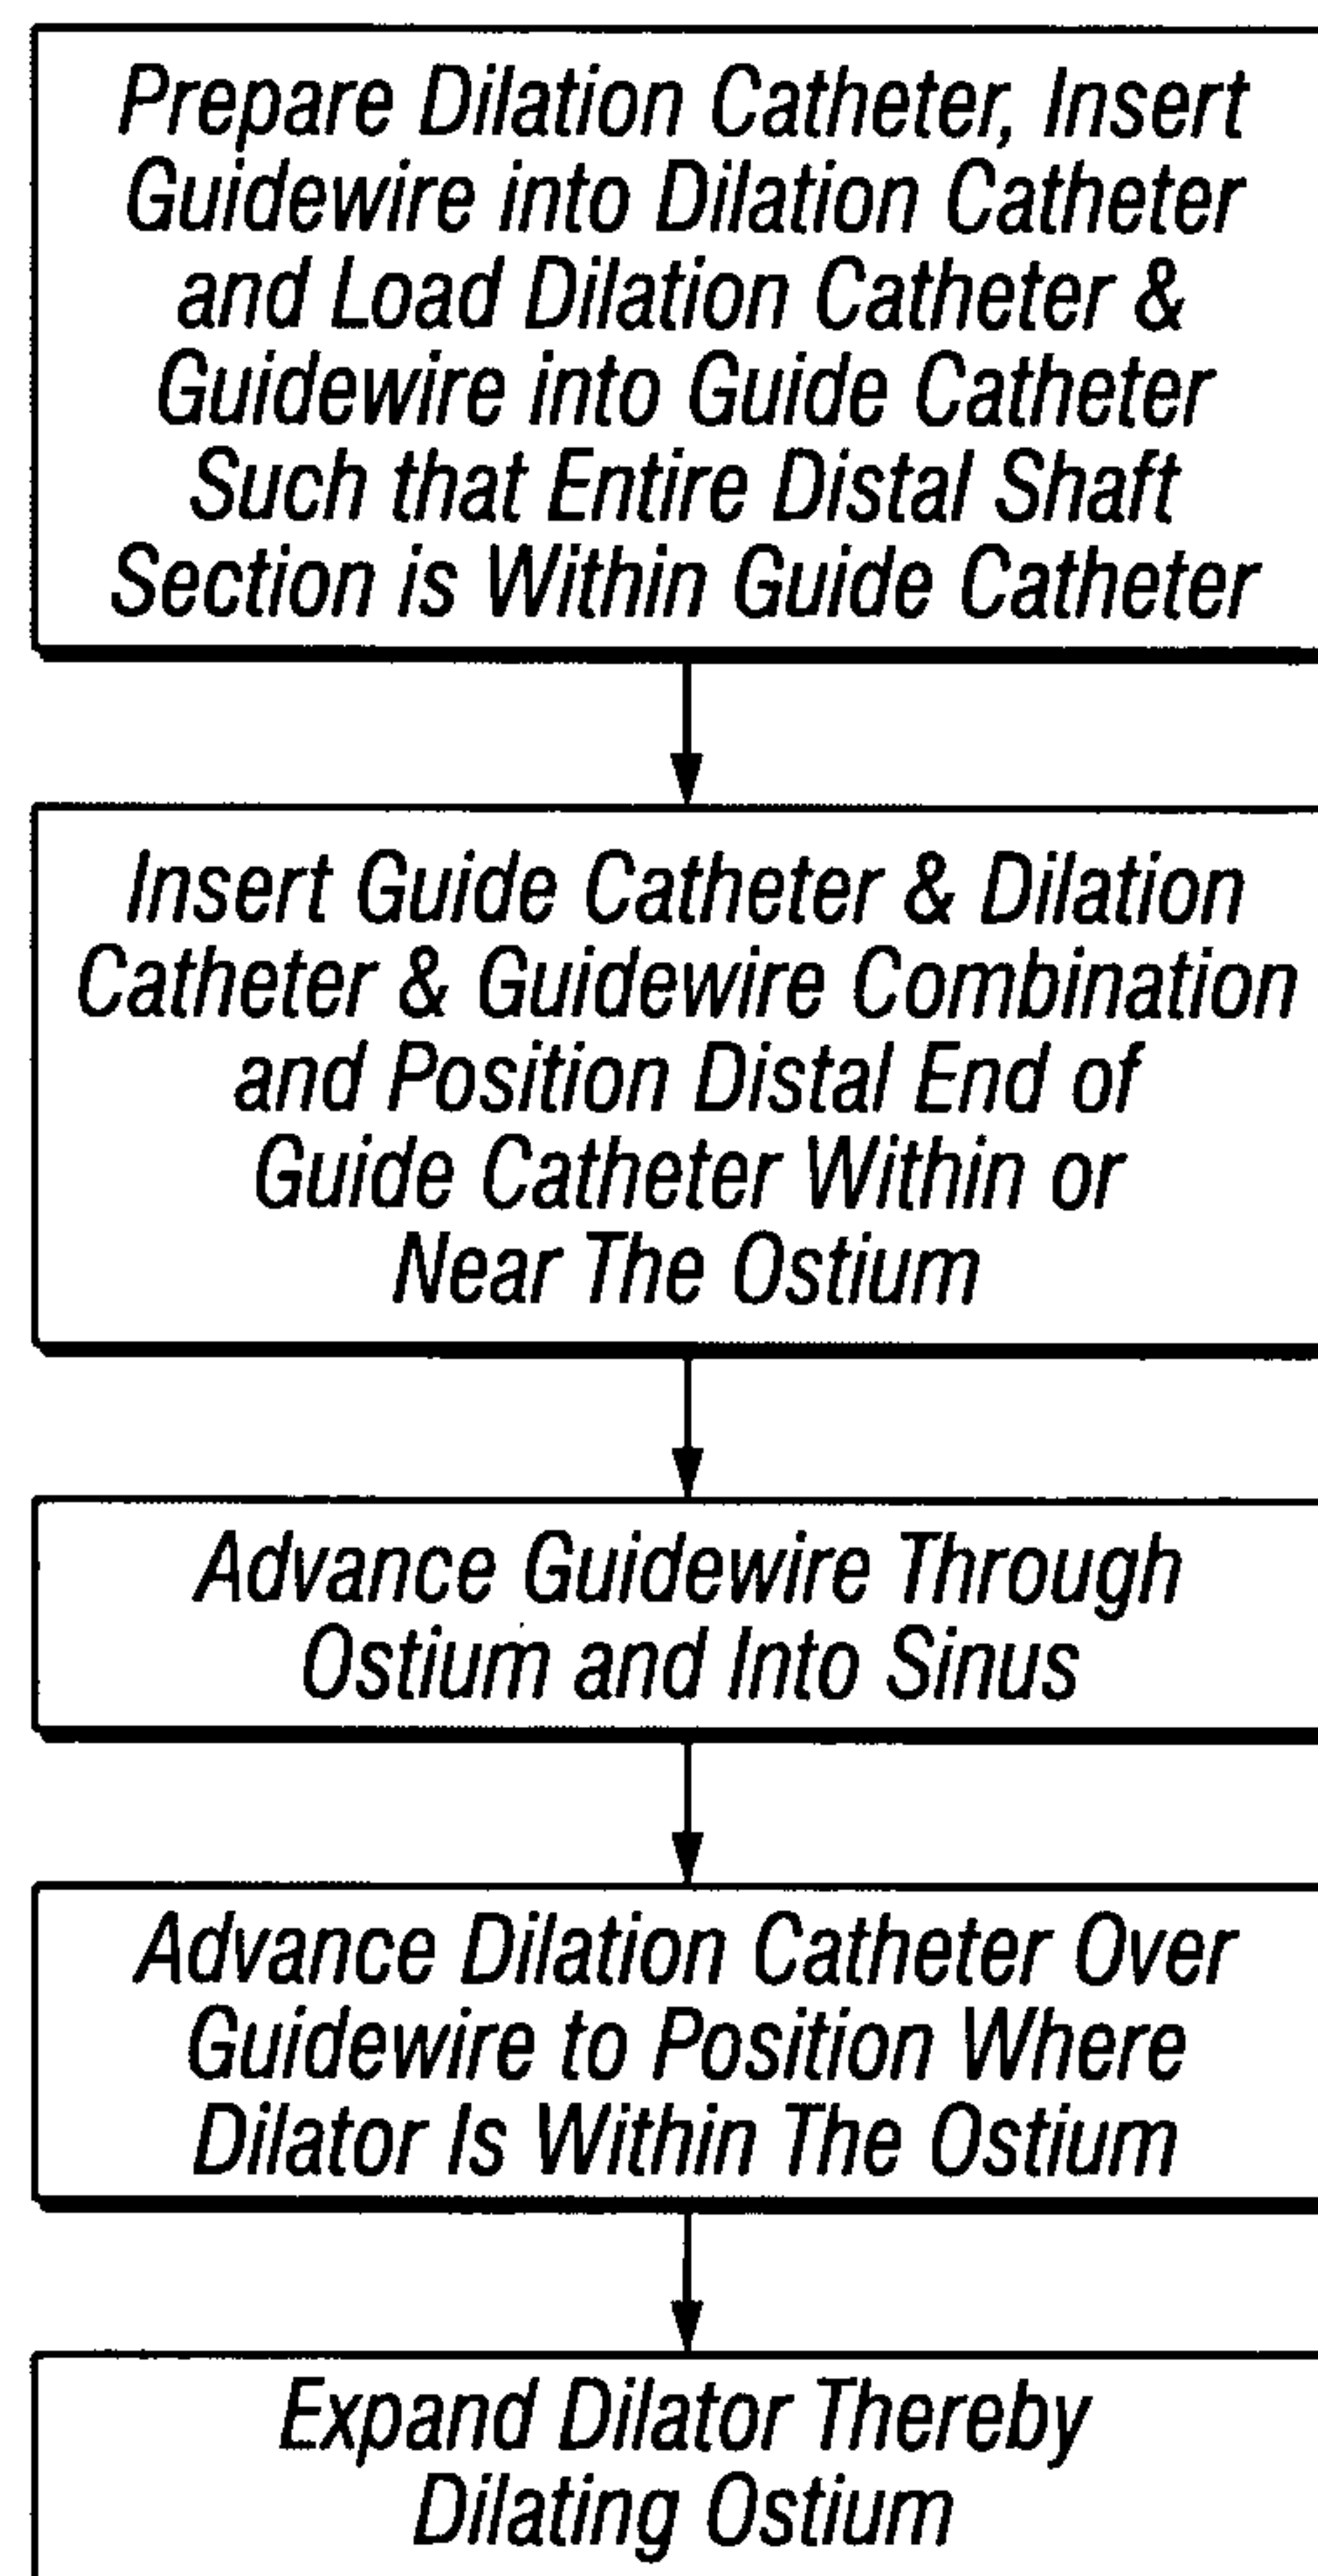 Prepare Dilation Catheter, Insert
Guidewire into Dilation Catheter
and Load Dilation Catheter &
Guidewire into Guide Catheter
Such that Entire Distal Shaft
Section is Within Guide Catheter
Insert Guide Catheter & Dilation
Catheter & Guidewire Combination
and Position Distal End of
Guide Catheter Within or
Near The Ostium
Advance Guidewire Through
Ostium and Into Sinus
Advance Dilation Catheter Over
Guidewire to Position Where
Dilator Is Within The Ostium
Expand Dilator Thereby
Dilating Ostium